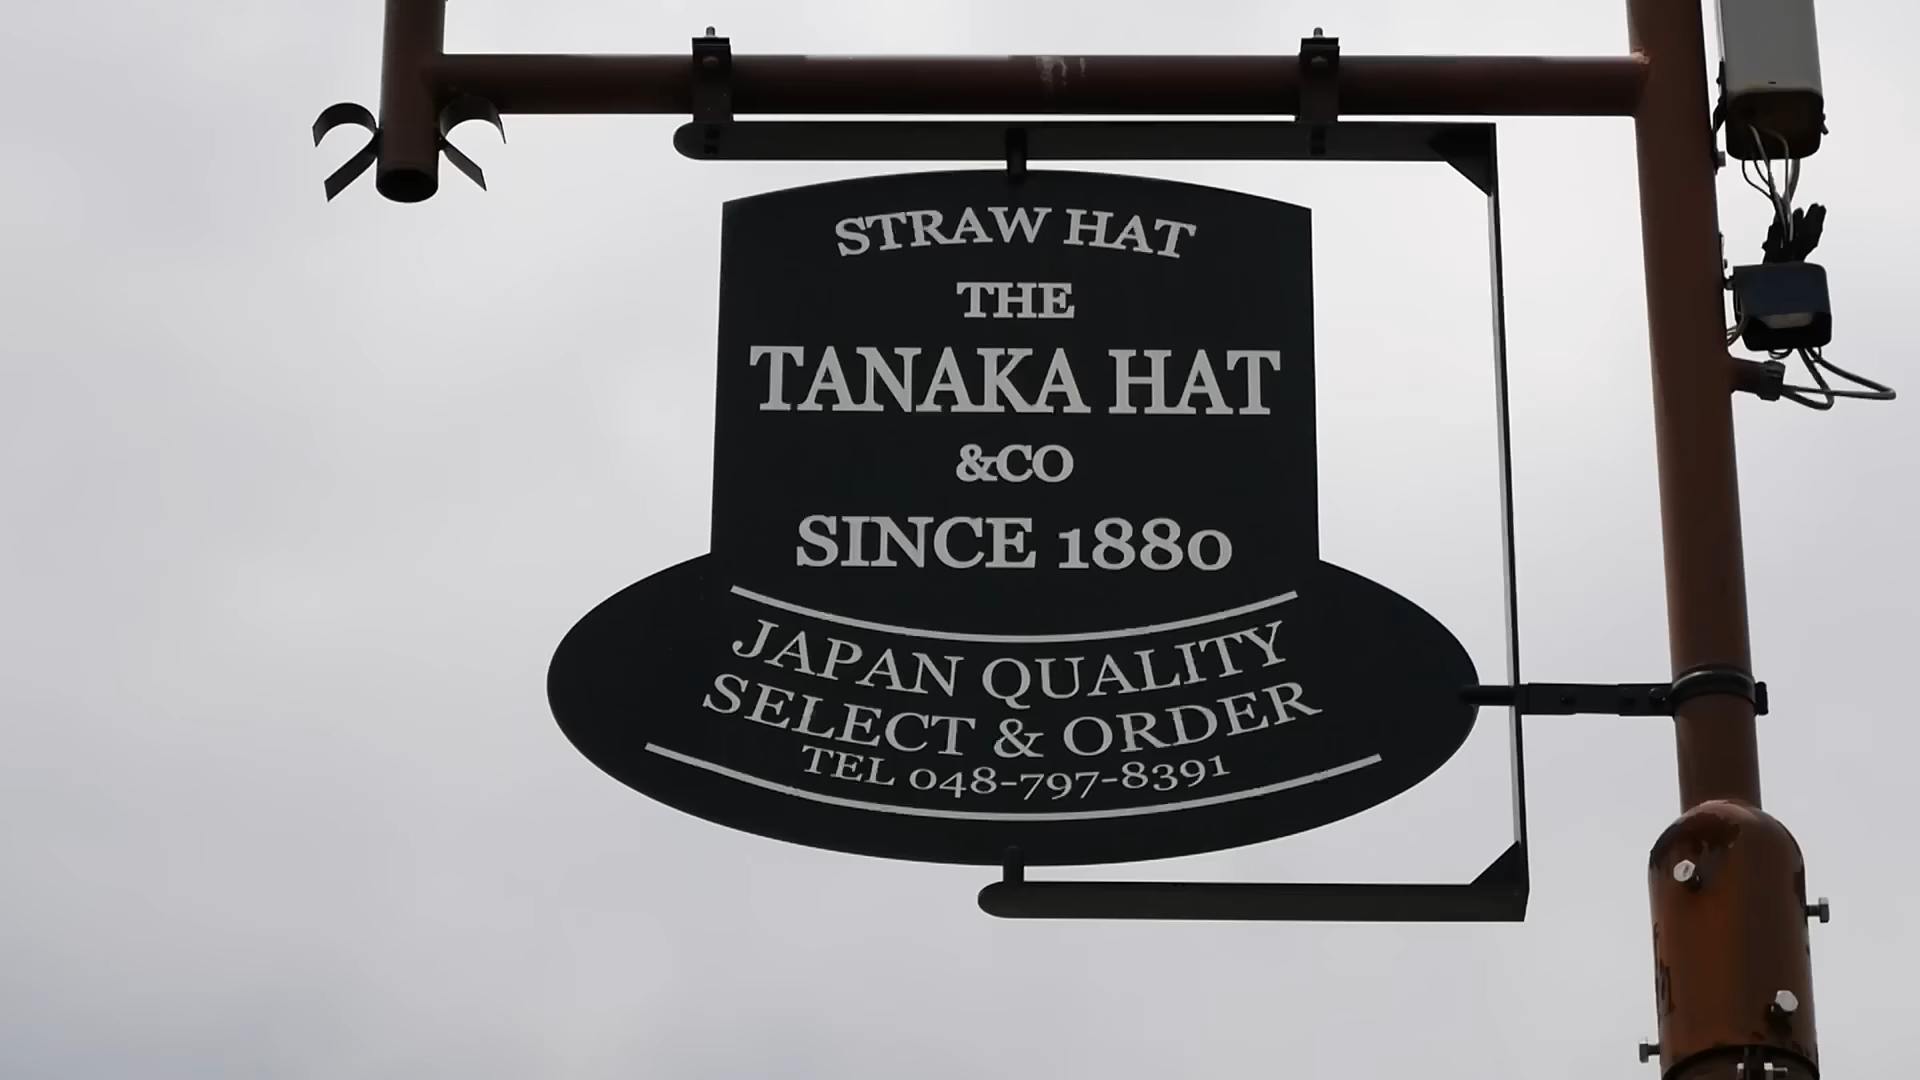 STRAW HAT
THE
TANAKA HAT
&CO
SINCE 1880
JAPAN QUALITY
SELECT & ORDER
TEL 048-797-8391